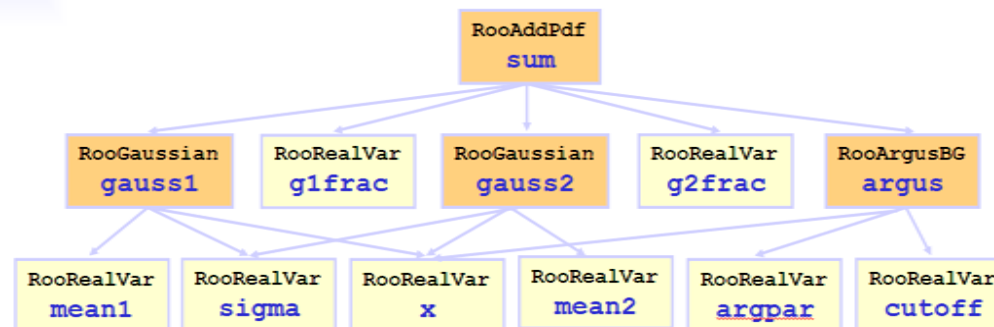 RooAddPdf
sum
RooGaussian
gauss1
RooRealVar
g1frac
RooGaussian
gauss2
RooRealVar
g2frac
RooArgusBG
argus
RooRealVar
mean1
RooRealVar
sigma
RooRealVar
x
RooRealVar
mean2
RooRealVar
argpar
RooRealVar
cutoff